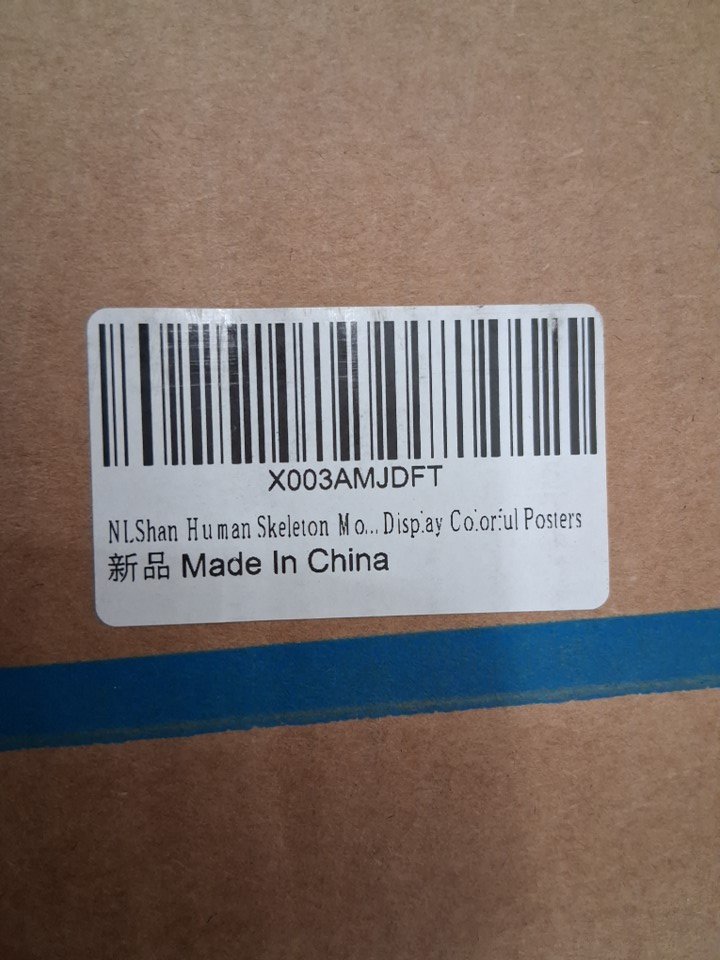 X003AMJDFT
NLShan Human Skeleton Mo... Display Colorful Posters
新品 Made In China